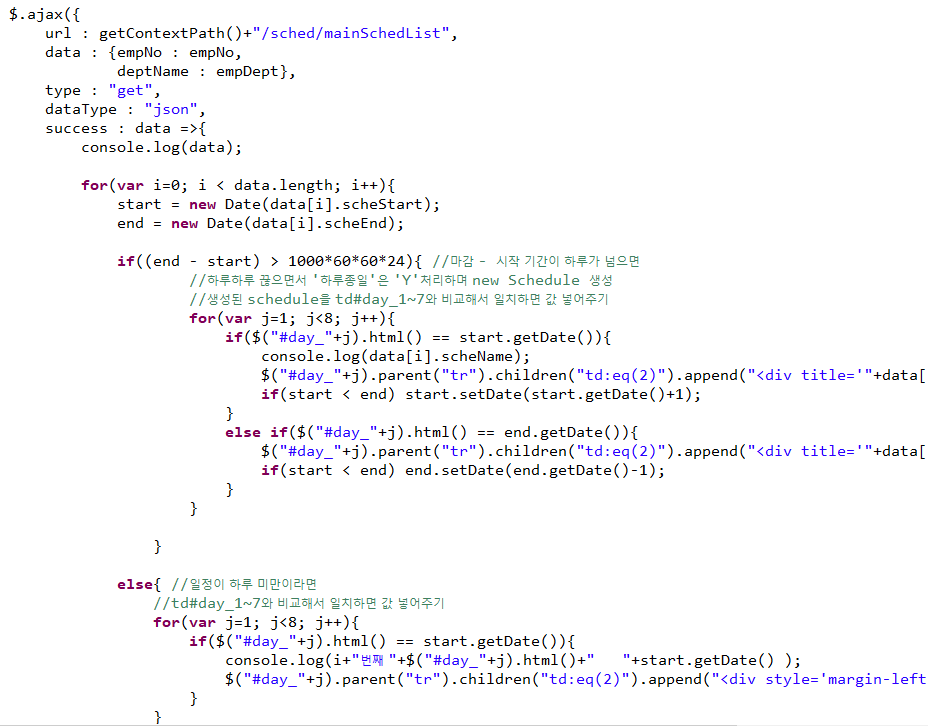 $.ajax({
url : getContextPath()+"/sched/mainSchedList",
data : {empNo : empNo,
deptName : empDept},
type : "get",
dataType : "json",
success : data =>{
console.log(data);
for(var i=0; i < data.length; i++){
start = new Date(data[i].scheStart);
end = new Date(data[i].scheEnd);
if((end - start) > 1000*60*60*24){ //마감 - 시작 기간이 하루가 넘으면
//하루하루 끊으면서 '하루종일'은 'Y'처리하며 new Schedule 생성
//생성된 schedule을 td#day_1~7와 비교해서 일치하면 값 넣어주기
for(var j=1; j<8; j++){
if($("#day_"+j).html() == start.getDate()){
console.log(data[i].scheName);
$("#day_"+j).parent("tr").children("td:eq(2)").append("<div title='"+data[
if(start < end) start.setDate(start.getDate()+1);
}
else if($("#day_"+j).html() == end.getDate()){
$("#day_"+j).parent("tr").children("td:eq(2)").append("<div title='"+data[
if(start < end) end.setDate(end.getDate()-1);
}
}
}
else{ //일정이 하루 미만이라면
//td#day_1~7와 비교해서 일치하면 값 넣어주기
for(var j=1; j<8; j++){
if($("#day_"+j).html() == start.getDate()){
console.log(i+"번째 "+$("#day_"+j).html()+"   "+start.getDate() );
$("#day_"+j).parent("tr").children("td:eq(2)").append("<div style='margin-left
}
}